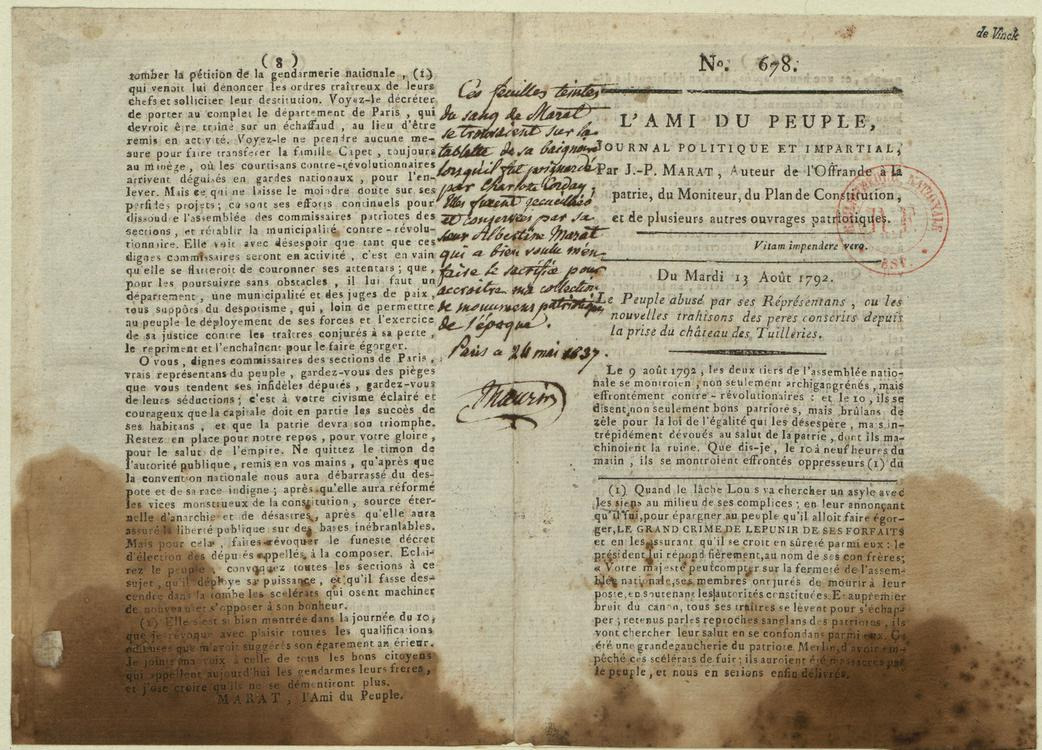 de Vinck
( 8 )
tomber la pétition de la gendarmerie nationale , (1)
qui venoit lui dénoncer les ordres traîtreux de leurs
chefs et solliciter leur destitution. Voyez-le décréter
de porter au complet le département de Paris , qui
devroit être traîné sur un échaffaud , au lieu d'être
remis en activité. Voyez-le ne prendre aucune me-
sure pour faire transférer la famille Capet , toujours
au manège, où les courtisans contre-révolutionnaires
arrivent déguisés en gardes nationaux , pour l'en-
lever. Mais ce qui ne laisse le moindre doute sur ses
perfides projets ; ce sont ses efforts continuels pour
dissoudre l'assemblée des commissaires patriotes des
sections , et rétablir la municipalité contre-révolu-
tionnaire. Elle voit avec désespoir que tant que ces
dignes commissaires seront en activité , c'est en vain
qu'elle se flatteroit de couronner ses attentats ; que ,
pour les poursuivre sans obstacles , il lui faut un
département , une municipalité et des juges de paix ,
tous suppôts du despotisme , qui , loin de permettre
au peuple le déployement de ses forces et l'exercice
de sa justice contre les traîtres conjurés à sa perte ,
le repriment et l'enchaînent pour le faire égorger.
O vous , dignes commissaires des sections de Paris ,
vrais représentans du peuple , gardez-vous des pièges
que vous tendent ses infidèles députés , gardez-vous
de leurs séductions ; c'est à votre civisme éclairé et
courageux que la capitale doit en partie les succès de
ses habitans , et que la patrie devra son triomphe.
Restez en place pour notre repos , pour votre gloire ,
pour le salut de l'empire. Ne quittez le timon de
l'autorité publique , remis en vos mains , qu'après que
la convention nationale nous aura débarrassé du des-
pote et de sa race indigne ; après qu'elle aura réformé
les vices monstrueux de la constitution , source éter-
nelle d'anarchie et de désastres , après qu'elle aura
assuré la liberté publique sur des bases inébranlables.
Mais pour cela , faites révoquer le funeste décret
d'élection des députés appellés à la composer. Eclai-
rez le peuple , convoquez toutes les sections à ce
sujet , qu'il déploye sa puissance , et qu'il fasse des-
cendre dans la tombe les scélérats qui osent machiner
de nouveau et s'opposer à son bonheur.
(1) Elle s'est si bien montrée dans la journée du 10,
que je révoque avec plaisir toutes les qualifications
odieuses que m'avoit suggérés son égarement antérieur.
Je joins ma voix à celle de tous les bons citoyens
qui appellent aujourd'hui les gendarmes leurs frères ,
et j'ose croire qu'ils ne se démentiront plus.
MARAT , l'Ami du Peuple.
Ces feuilles teintes
du sang de Marat
se trouvaient sur la
tablette de sa baignoire
lorsqu'il fut poignardé
par Charlotte Corday ;
Elles furent recueillies
et conservées par sa
sœur Albertine Marat
qui a bien voulu m'en
faire le sacrifice pour
accroître ma collection
de monumens patriotiques
de l'époque.
Paris ce 24 mai 1837.
Maurin
No. 678.
L'AMI DU PEUPLE,
JOURNAL POLITIQUE ET IMPARTIAL,
Par J.-P. MARAT , Auteur de l'Offrande à la
patrie, du Moniteur, du Plan de Constitution,
et de plusieurs autres ouvrages patriotiques.
BIBLIOTHEQUE NATIONALE
R F
EST.
Vitam impendere vero.
Du Mardi 13 Août 1792.
Le Peuple abusé par ses Réprésentans , ou les
nouvelles trahisons des peres conscrits depuis
la prise du château des Tuilleries.
Le 9 août 1792 , les deux tiers de l'assemblée natio-
nale se montroient , non seulement archigangrénés , mais
effrontément contre-révolutionaires : et le 10 , ils se
disent, non seulement bons patriotes, mais brûlans de
zèle pour la loi de l'égalité qui les désespère , mais in-
trépidement dévoués au salut de la patrie , dont ils ma-
chinoient la ruine. Que dis-je , le 10 à neuf heures du
matin , ils se montroient effrontés oppresseurs (1) du
(1) Quand le lâche Louis va chercher un asyle avec
les siens au milieu de ses complices ; en leur annonçant
qu'il fui, pour épargner au peuple qu'il alloit faire égor-
ger, LE GRAND CRIME DE LE PUNIR DE SES FORFAITS
et en les assurant qu'il se croit en sûreté parmi eux : le
président lui répond fièrement, au nom de ses confrères;
« Votre majesté peut compter sur la fermeté de l'assem-
blée nationale, ses membres ont jurés de mourir à leur
poste, en soutenant les autorités constituées. Et au premier
bruit du canon, tous ses traîtres se lèvent pour s'échap-
per ; retenus par les reproches sanglans des patriotes , ils
vont chercher leur salut en se confondans parmi eux. Ç'a
été une grande gaucherie du patriote Merlin, d'avoir em-
pêché ces scélérats de fuir ; ils auroient été massacrés par
le peuple , et nous en serions enfin délivrés.